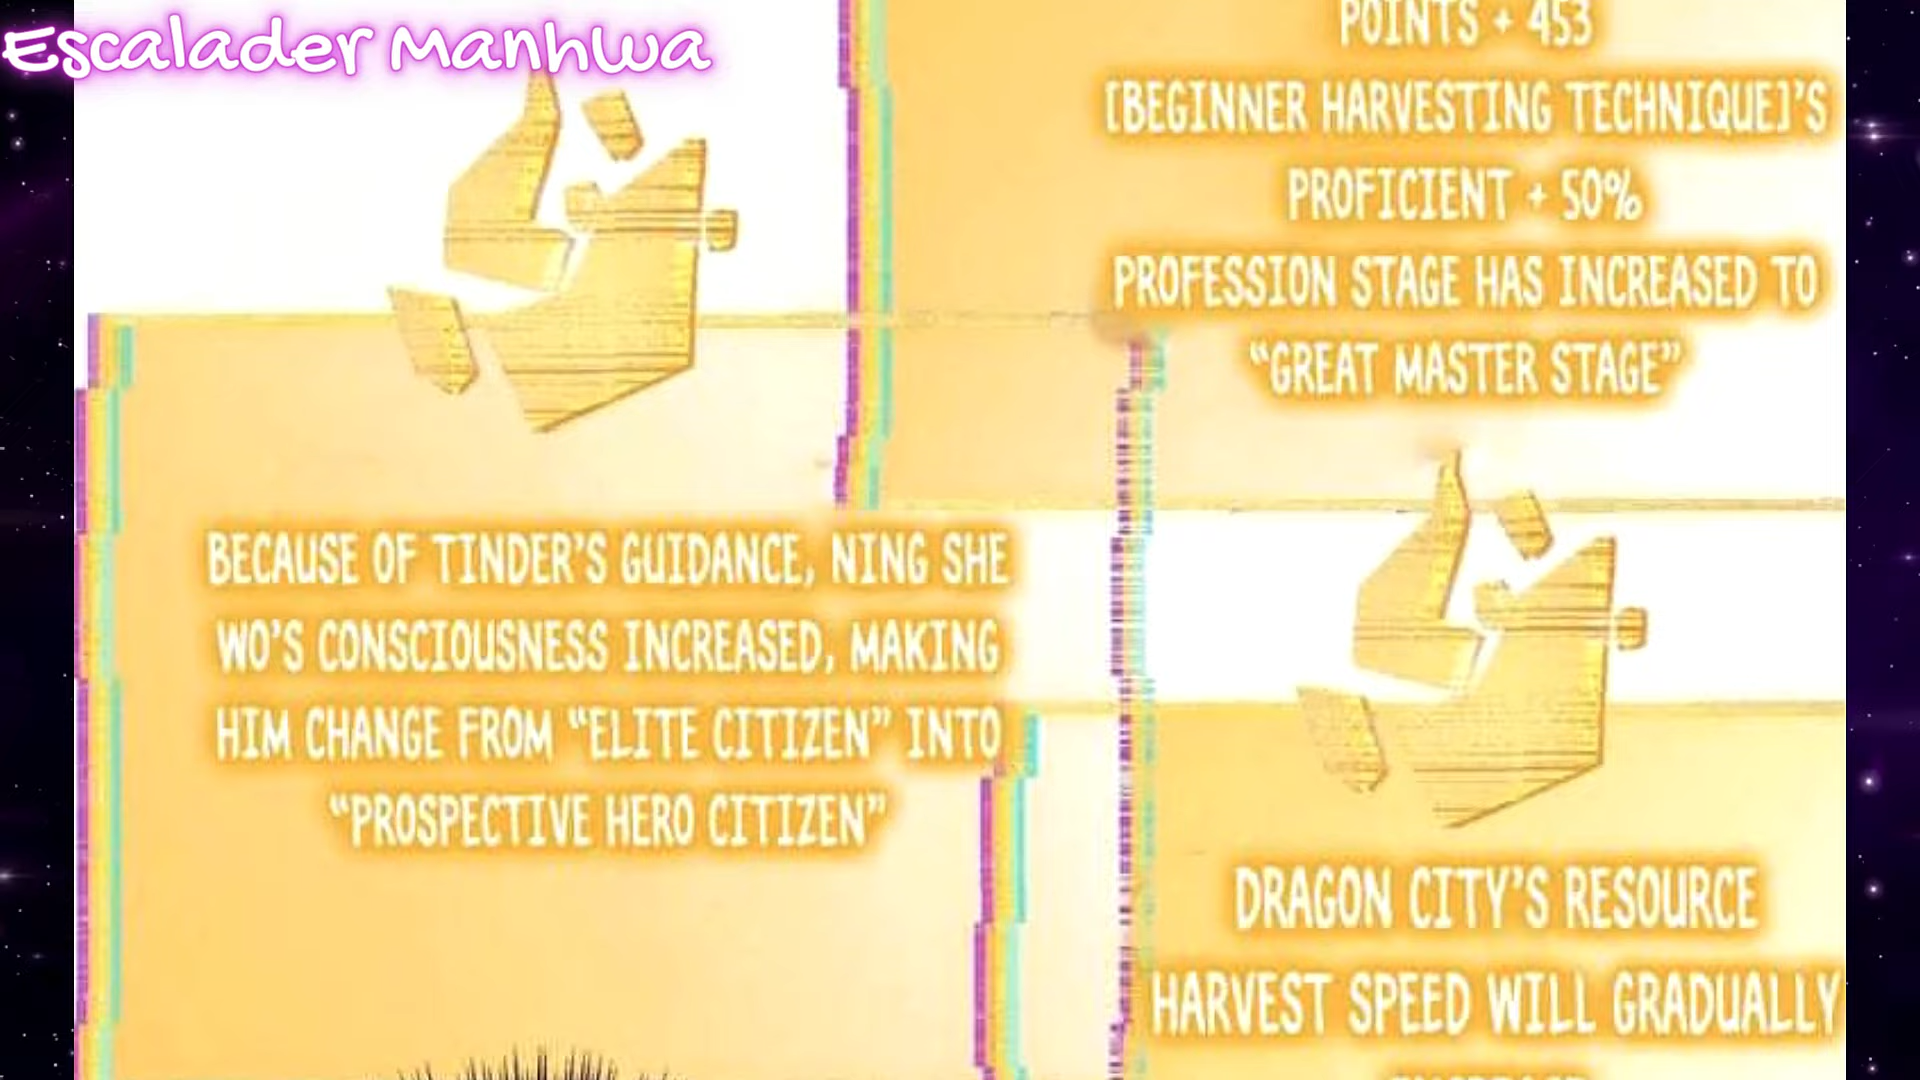 Escalader Manhwa
POINTS + 453
[BEGINNER HARVESTING TECHNIQUE]'S
PROFICIENT + 50%
PROFESSION STAGE HAS INCREASED TO
"GREAT MASTER STAGE"
BECAUSE OF TINDER'S GUIDANCE, NING SHE
WO'S CONSCIOUSNESS INCREASED, MAKING
HIM CHANGE FROM "ELITE CITIZEN" INTO
"PROSPECTIVE HERO CITIZEN"
DRAGON CITY'S RESOURCE
HARVEST SPEED WILL GRADUALLY